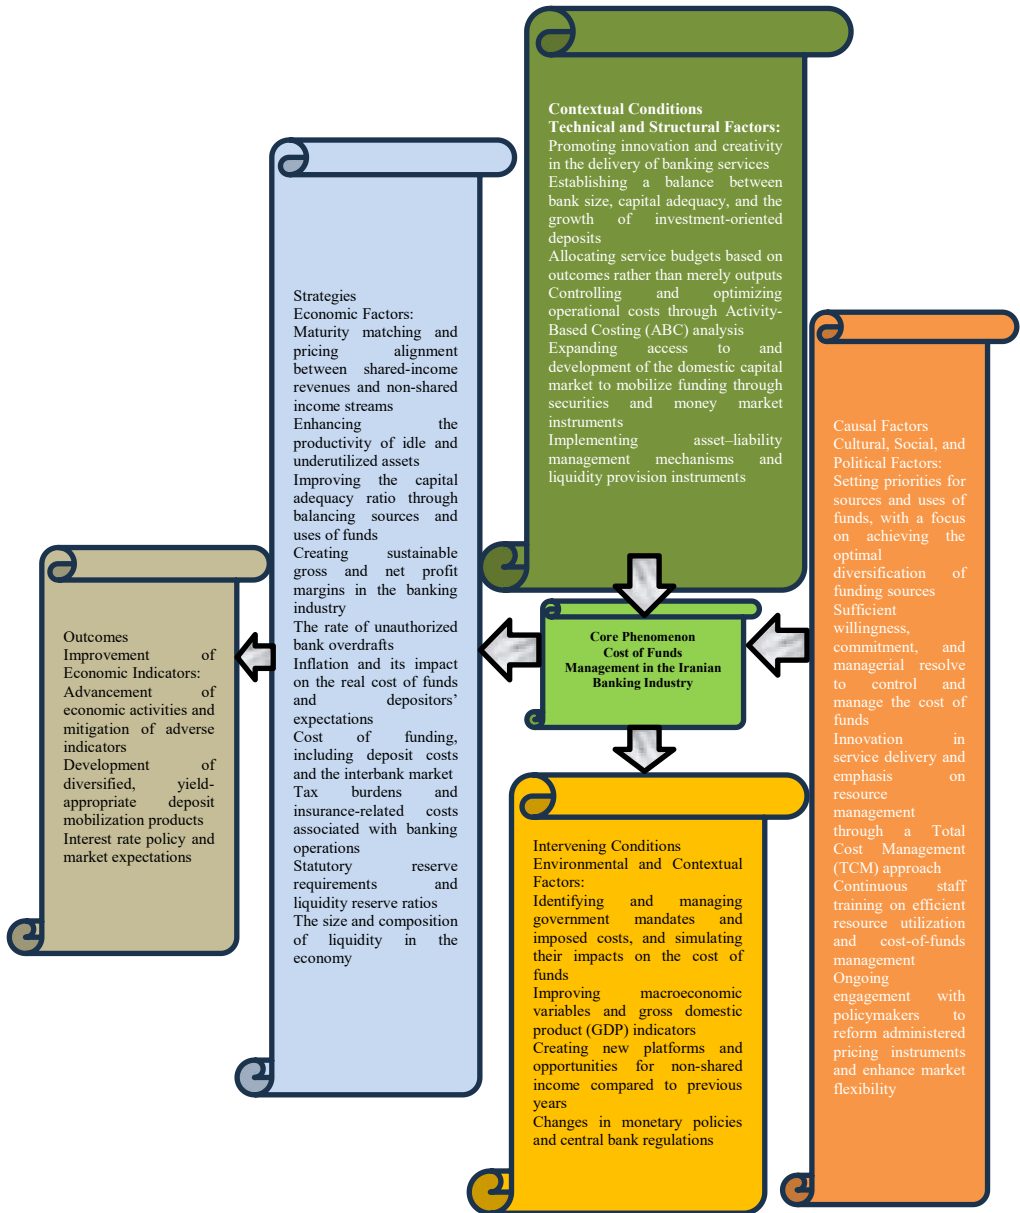 Contextual Conditions
Technical and Structural Factors:
Promoting innovation and creativity
in the delivery of banking services
Establishing a balance between
bank size, capital adequacy, and the
growth of investment-oriented
deposits
Allocating service budgets based on
outcomes rather than merely outputs
Controlling and optimizing
operational costs through Activity-
Based Costing (ABC) analysis
Expanding access to and
development of the domestic capital
market to mobilize funding through
securities and money market
instruments
Implementing asset–liability
management mechanisms and
liquidity provision instruments
Strategies
Economic Factors:
Maturity matching and
pricing alignment
between shared-income
revenues and non-shared
income streams
Enhancing the
productivity of idle and
underutilized assets
Improving the capital
adequacy ratio through
balancing sources and
uses of funds
Creating sustainable
gross and net profit
margins in the banking
industry
The rate of unauthorized
bank overdrafts
Inflation and its impact
on the real cost of funds
and depositors’
expectations
Cost of funding,
including deposit costs
and the interbank market
Tax burdens and
insurance-related costs
associated with banking
operations
Statutory reserve
requirements and
liquidity reserve ratios
The size and composition
of liquidity in the
economy
Causal Factors
Cultural, Social, and
Political Factors:
Setting priorities for
sources and uses of
funds, with a focus
on achieving the
optimal
diversification of
funding sources
Sufficient
willingness,
commitment, and
managerial resolve
to control and
manage the cost of
funds
Innovation in
service delivery and
emphasis on
resource
management
through a Total
Cost Management
(TCM) approach
Continuous staff
training on efficient
resource utilization
and cost-of-funds
management
Ongoing
engagement with
policymakers to
reform administered
pricing instruments
and enhance market
flexibility
Outcomes
Improvement of
Economic Indicators:
Advancement of
economic activities and
mitigation of adverse
indicators
Development of
diversified, yield-
appropriate deposit
mobilization products
Interest rate policy and
market expectations
Core Phenomenon
Cost of Funds
Management in the Iranian
Banking Industry
Intervening Conditions
Environmental and Contextual
Factors:
Identifying and managing
government mandates and
imposed costs, and simulating
their impacts on the cost of
funds
Improving macroeconomic
variables and gross domestic
product (GDP) indicators
Creating new platforms and
opportunities for non-shared
income compared to previous
years
Changes in monetary policies
and central bank regulations